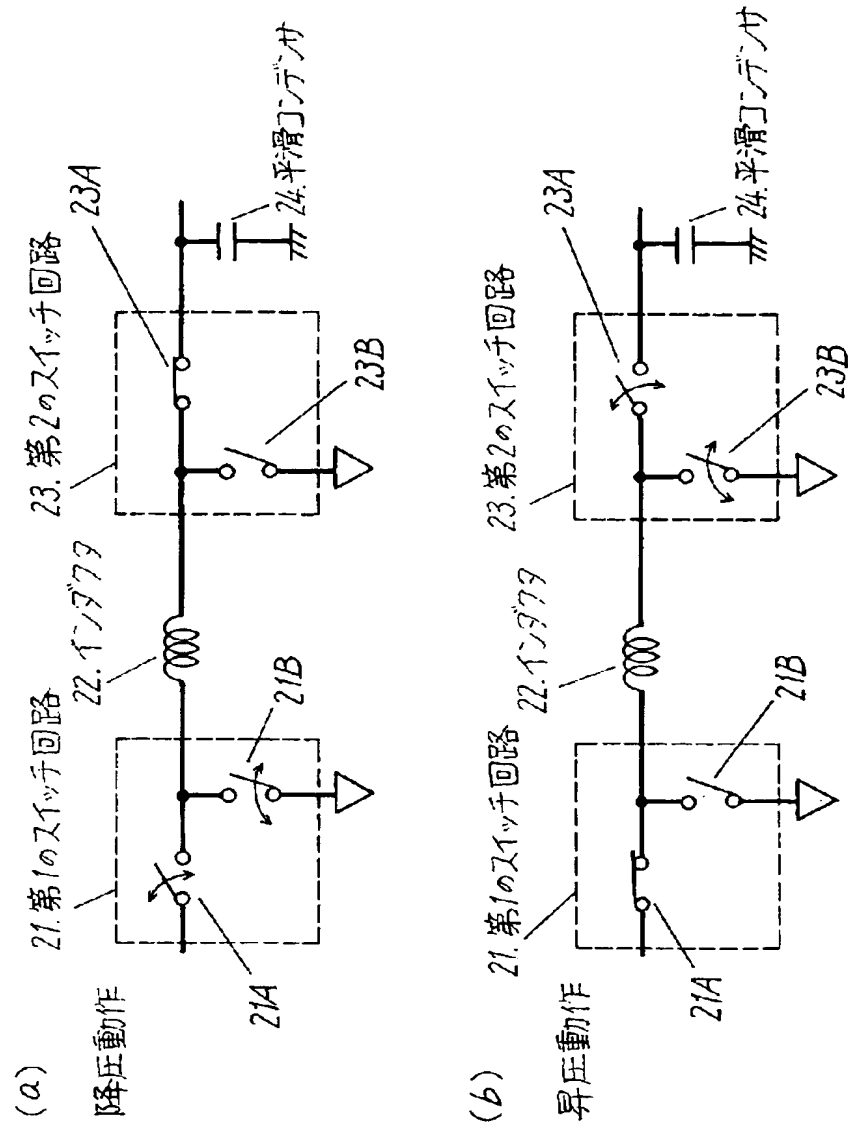 (a)
降圧動作
21.第1のスイッチ回路
21A
21B
22.インダクタ
23.第2のスイッチ回路
23A
23B
24.平滑コンデンサ
(b)
昇圧動作
21.第1のスイッチ回路
21A
21B
22.インダクタ
23.第2のスイッチ回路
23A
23B
24.平滑コンデンサ